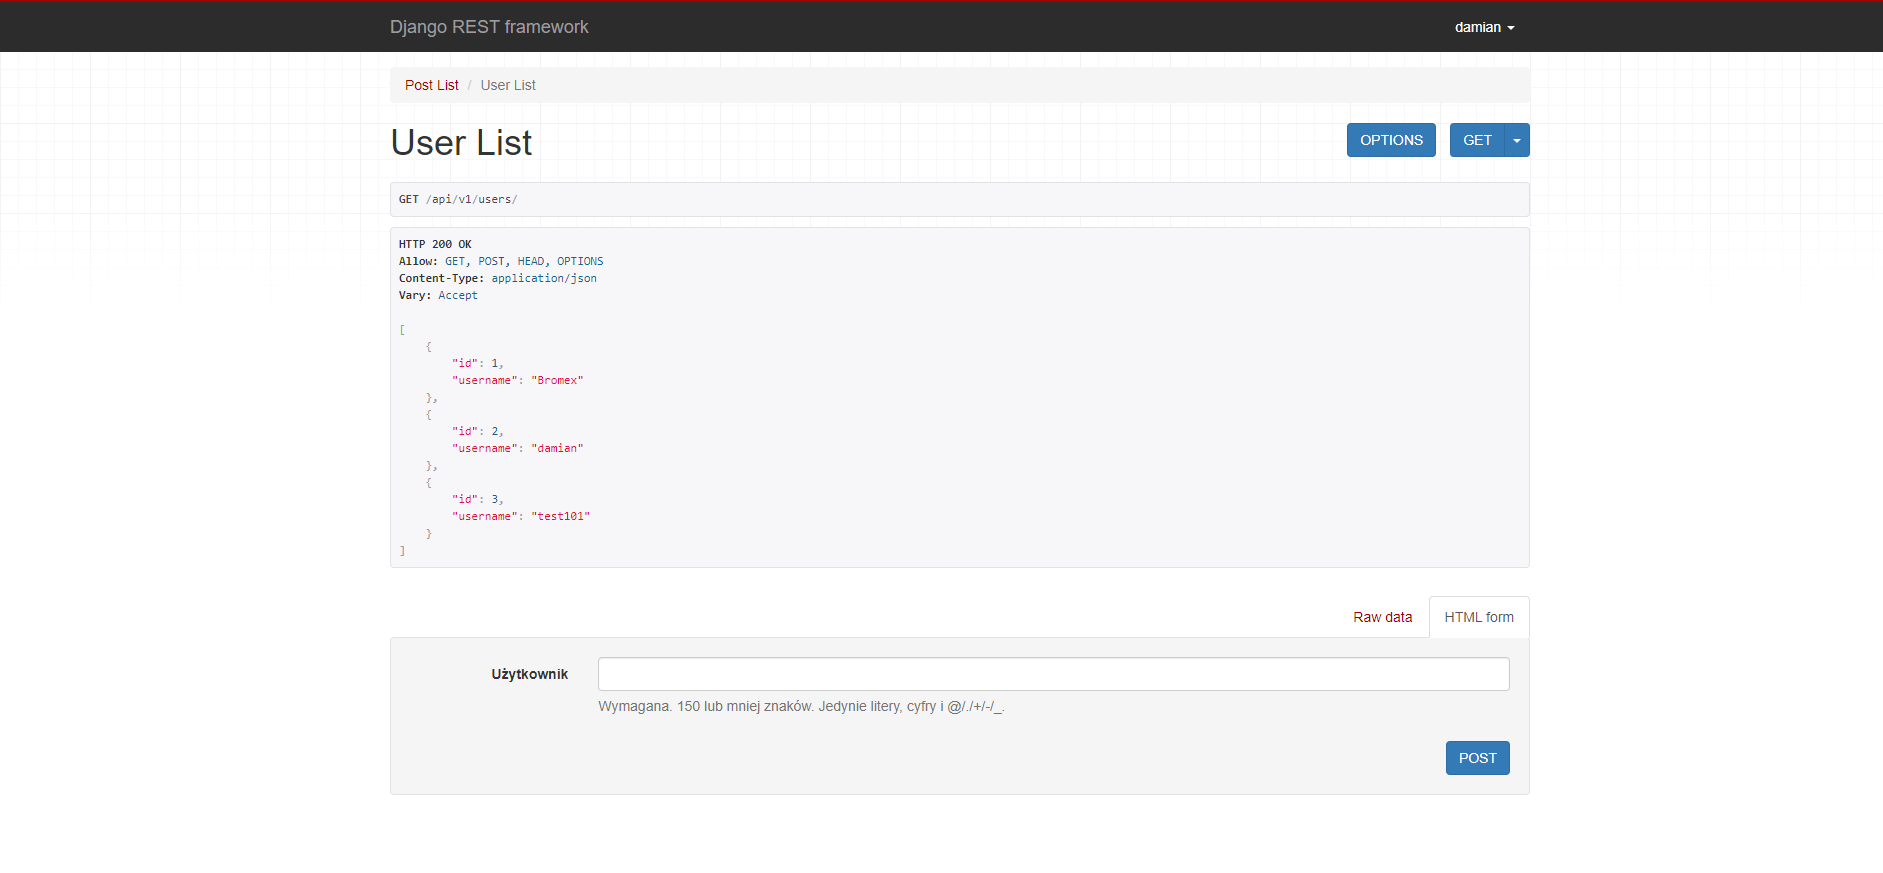 Django REST framework
damian
Post List / User List
User List
OPTIONS
GET
GET /api/v1/users/
HTTP 200 OK
Allow: GET, POST, HEAD, OPTIONS
Content-Type: application/json
Vary: Accept
[
    {
        "id": 1,
        "username": "Bromex"
    },
    {
        "id": 2,
        "username": "damian"
    },
    {
        "id": 3,
        "username": "test101"
    }
]
Raw data
HTML form
Użytkownik
Wymagana. 150 lub mniej znaków. Jedynie litery, cyfry i @/./+/-/_.
POST